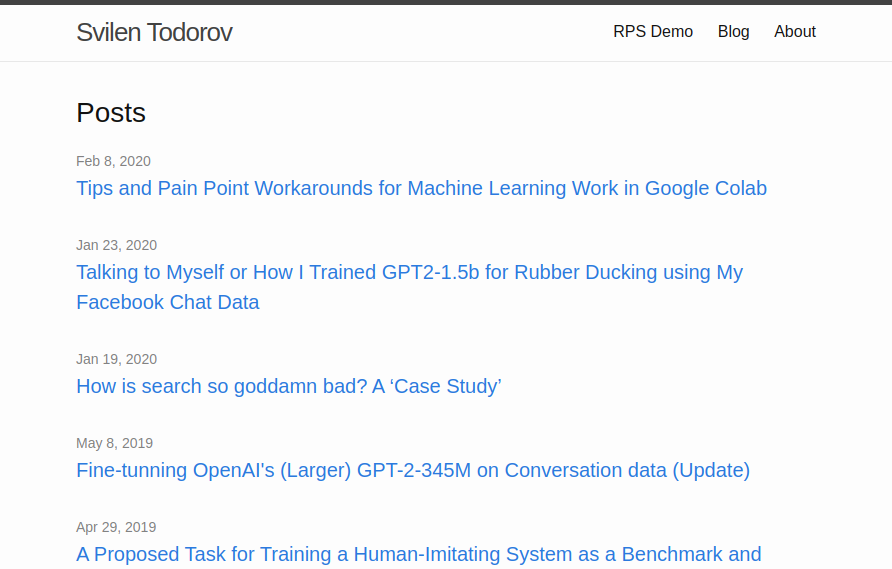 Svilen Todorov
RPS Demo Blog About
Posts
Feb 8, 2020
Tips and Pain Point Workarounds for Machine Learning Work in Google Colab
Jan 23, 2020
Talking to Myself or How I Trained GPT2-1.5b for Rubber Ducking using My
Facebook Chat Data
Jan 19, 2020
How is search so goddamn bad? A ‘Case Study’
May 8, 2019
Fine-tunning OpenAI's (Larger) GPT-2-345M on Conversation data (Update)
Apr 29, 2019
A Proposed Task for Training a Human-Imitating System as a Benchmark and